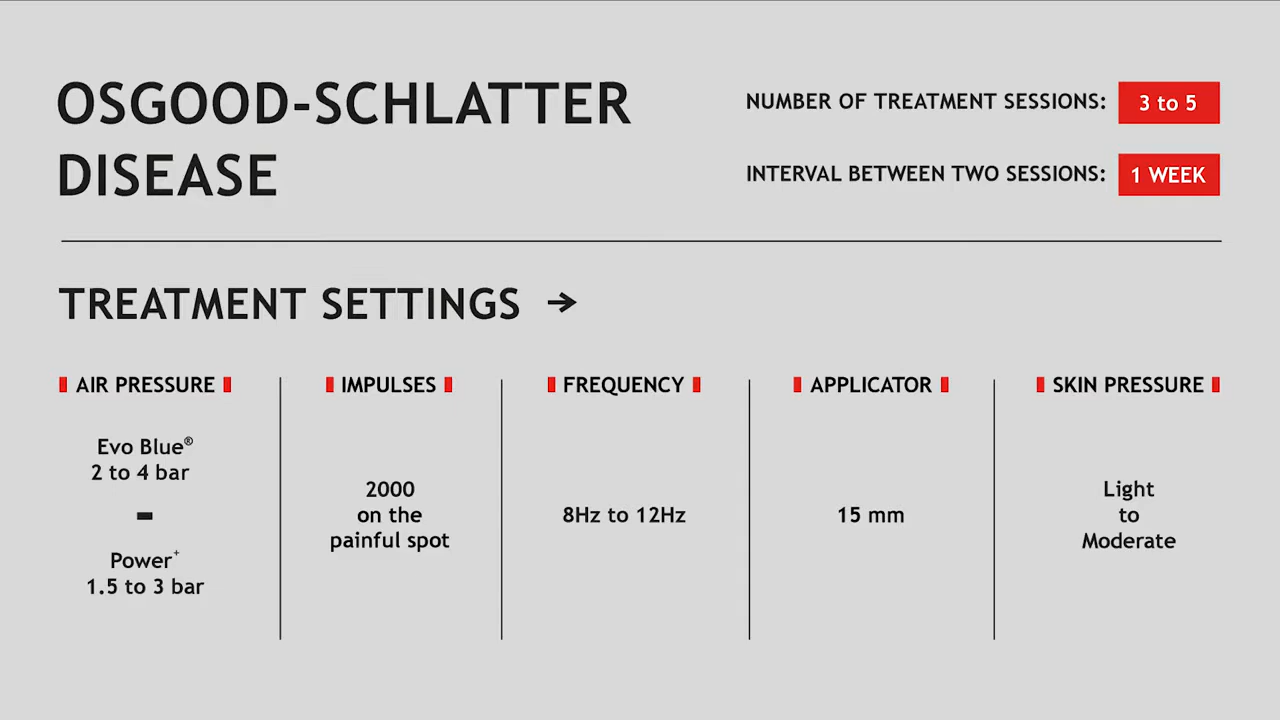 OSGOOD-SCHLATTER
DISEASE
NUMBER OF TREATMENT SESSIONS: 3 to 5
INTERVAL BETWEEN TWO SESSIONS: 1 WEEK
TREATMENT SETTINGS →
AIR PRESSURE
Evo Blue®
2 to 4 bar
-
Power+
1.5 to 3 bar
IMPULSES
2000
on the
painful spot
FREQUENCY
8Hz to 12Hz
APPLICATOR
15 mm
SKIN PRESSURE
Light
to
Moderate